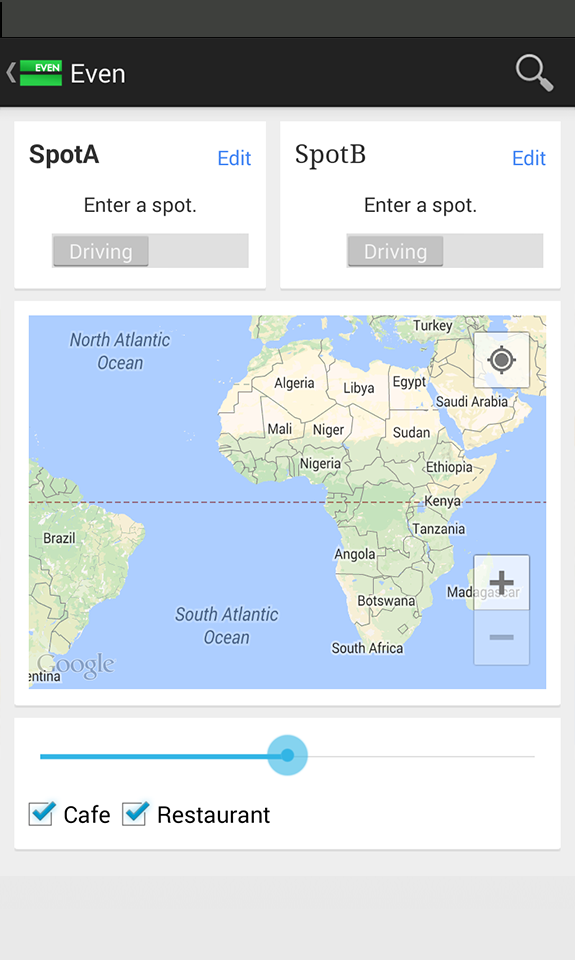 EVEN Even
SpotA Edit
Enter a spot.
Driving
SpotB Edit
Enter a spot.
Driving
North Atlantic
Ocean
Turkey
Algeria
Libya
Egypt
Saudi Arabia
Mali
Niger
Sudan
Nigeria
Ethiopia
Kenya
Brazil
Tanzania
Angola
Botswana
Madagascar
South Atlantic
Ocean
South Africa
Google
entina
Cafe Restaurant